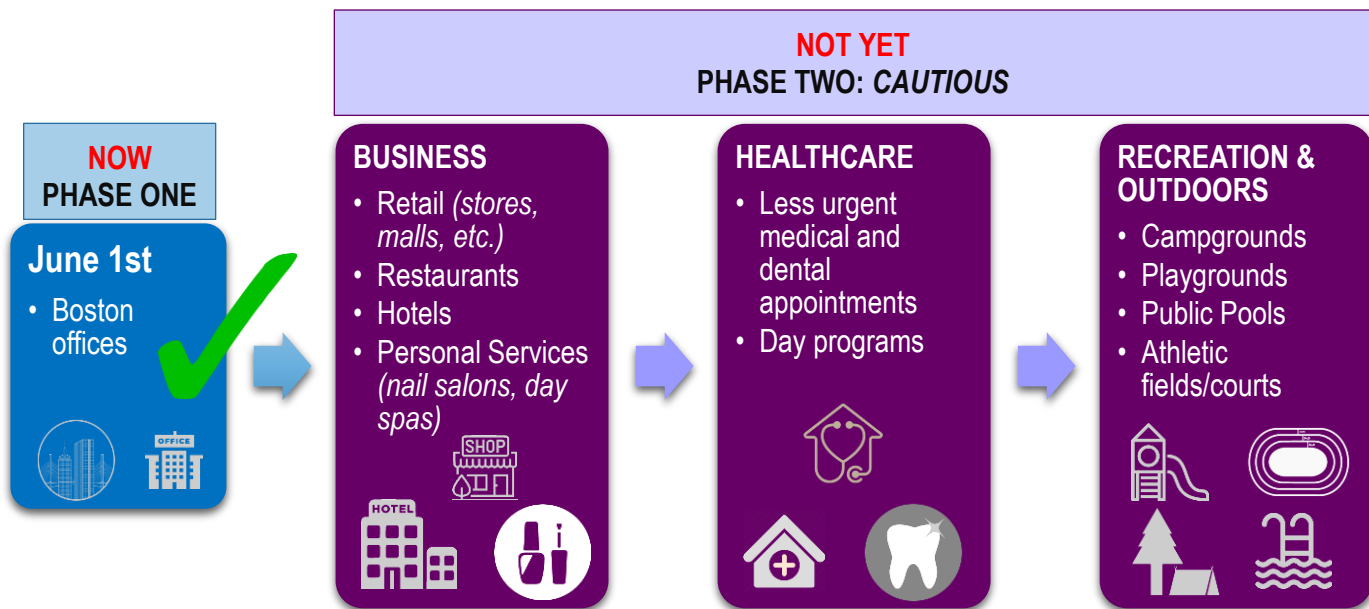 NOT YET
PHASE TWO: CAUTIOUS
NOW
PHASE ONE
June 1st
• Boston
offices
OFFICE
BUSINESS
• Retail (stores,
malls, etc.)
• Restaurants
• Hotels
• Personal Services
(nail salons, day
spas)
SHOP
HOTEL
HEALTHCARE
• Less urgent
medical and
dental
appointments
• Day programs
RECREATION &
OUTDOORS
• Campgrounds
• Playgrounds
• Public Pools
• Athletic
fields/courts